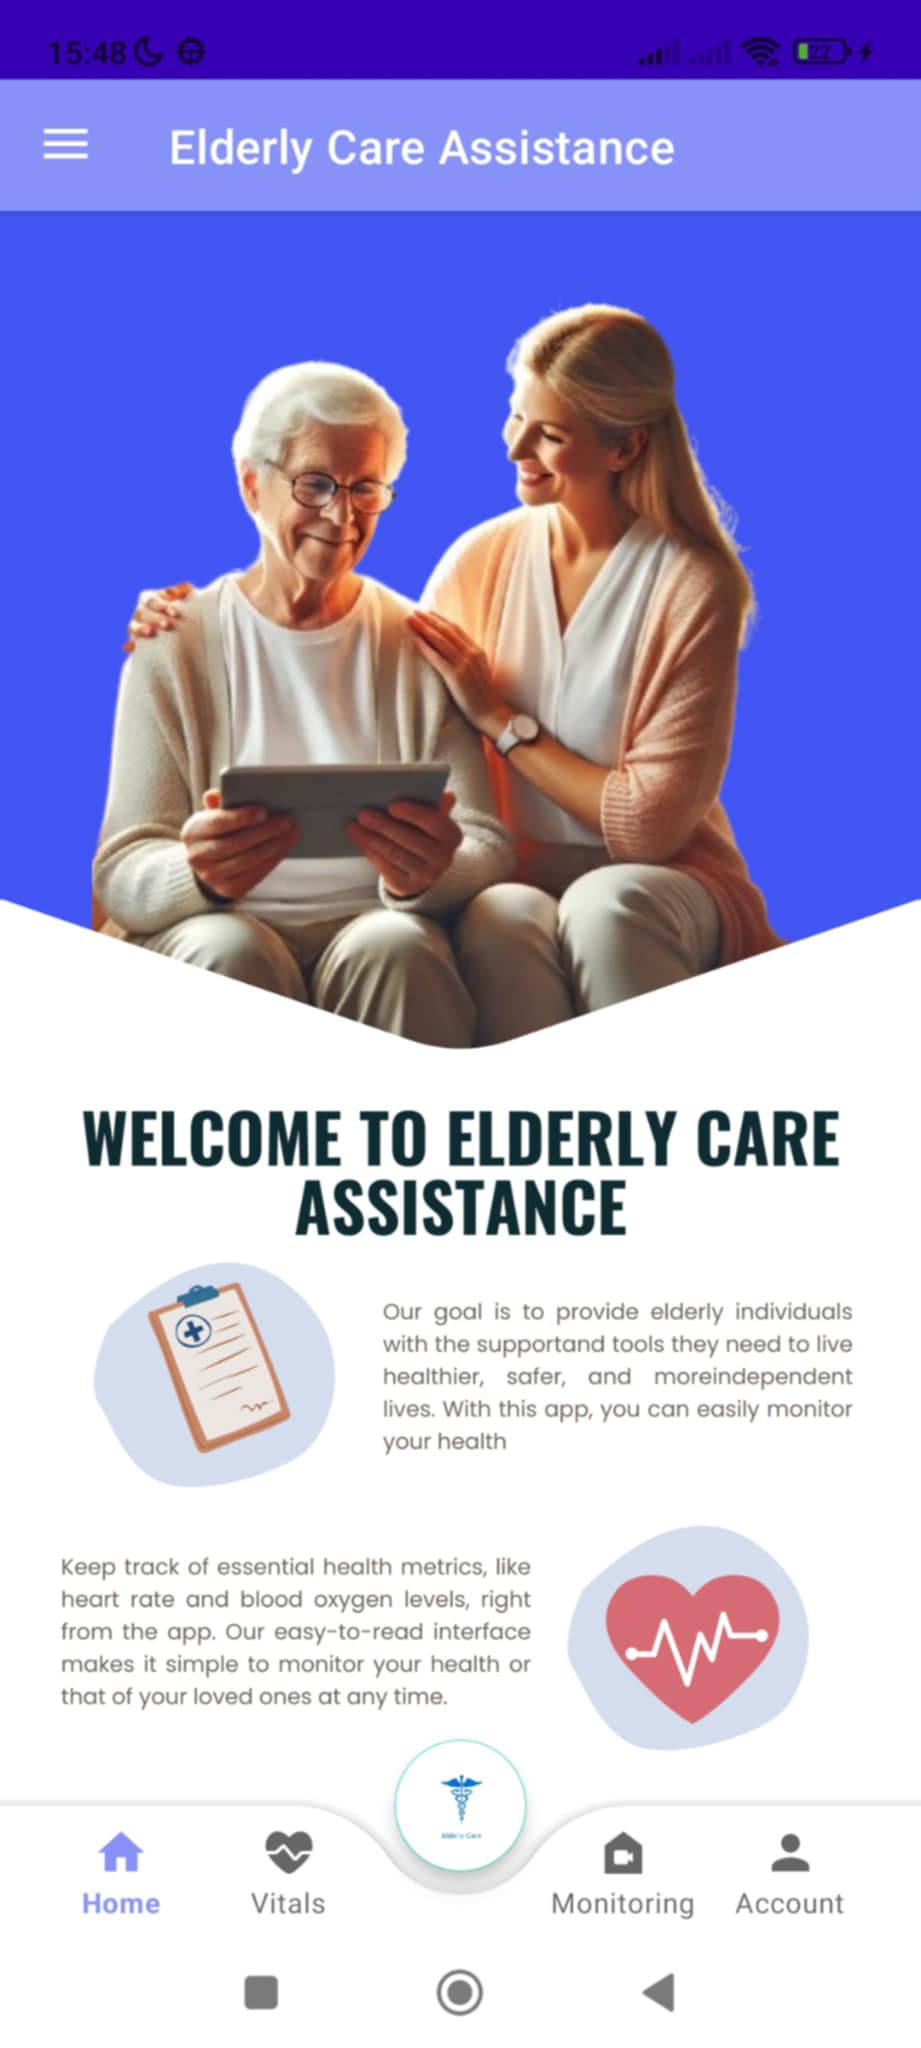 15:48
22
Elderly Care Assistance
WELCOME TO ELDERLY CARE
ASSISTANCE
Our goal is to provide elderly individuals
with the supportand tools they need to live
healthier, safer, and moreindependent
lives. With this app, you can easily monitor
your health
Keep track of essential health metrics, like
heart rate and blood oxygen levels, right
from the app. Our easy-to-read interface
makes it simple to monitor your health or
that of your loved ones at any time.
Elderly Care
Home
Vitals
Monitoring
Account